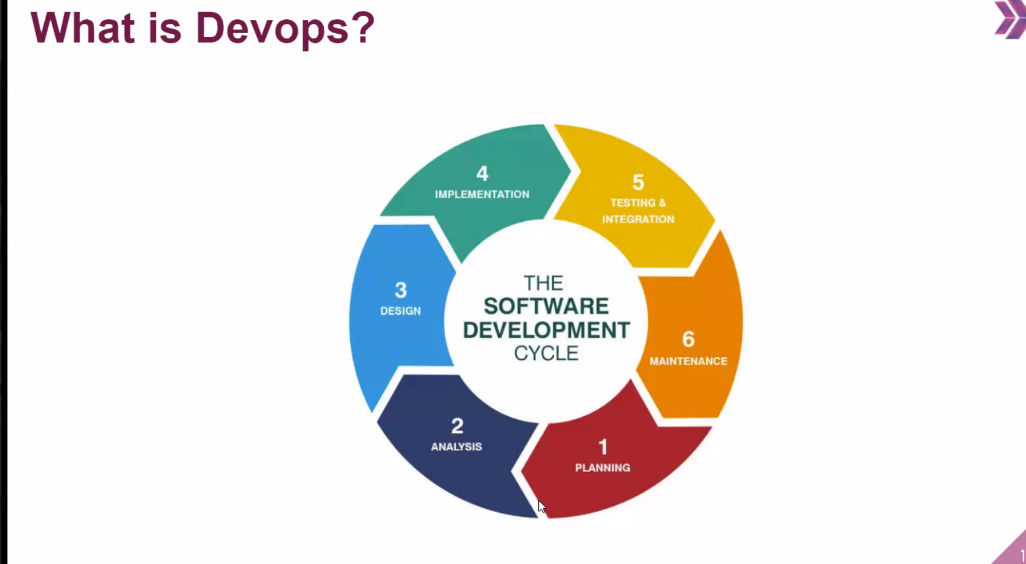 What is Devops?
4
IMPLEMENTATION
5
TESTING &
INTEGRATION
3
DESIGN
THE
SOFTWARE
DEVELOPMENT
CYCLE
6
MAINTENANCE
2
ANALYSIS
1
PLANNING
1